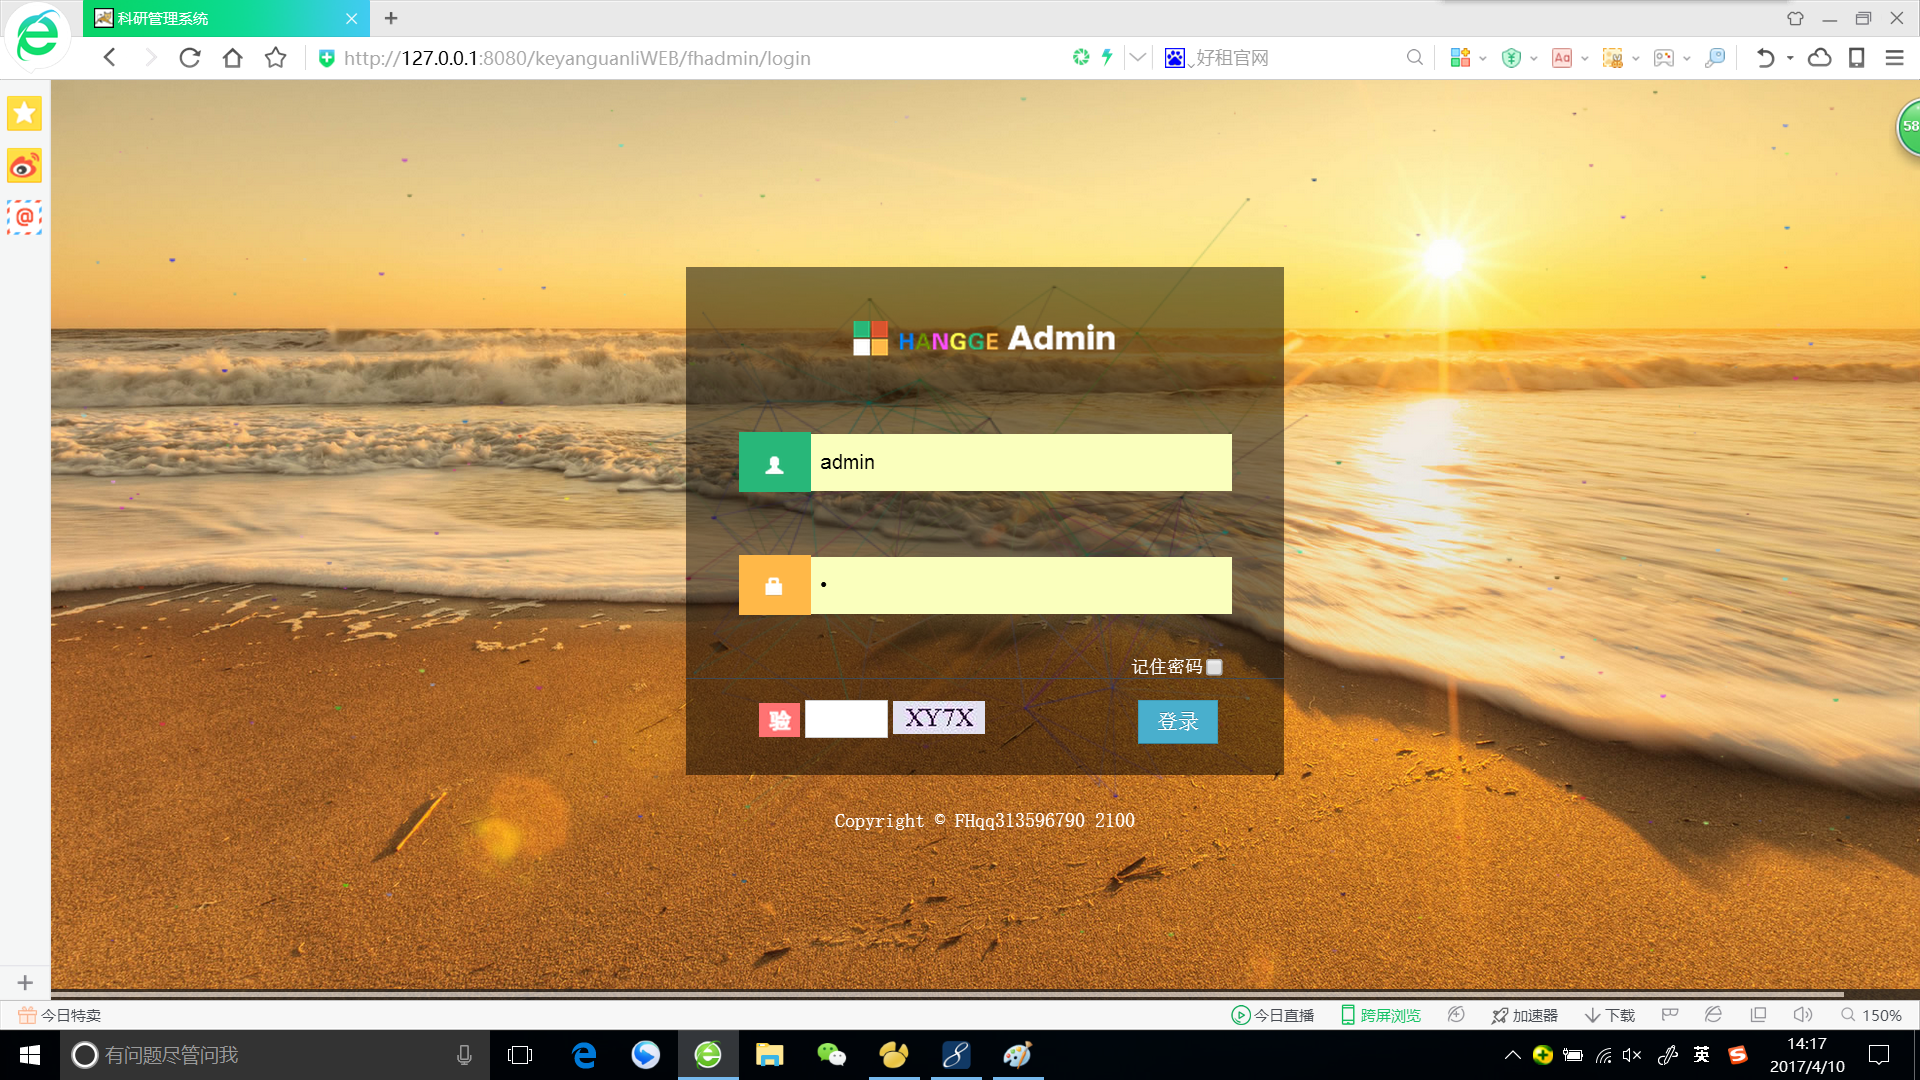 科研管理系统
http://127.0.0.1:8080/keyanguanliWEB/fhadmin/login
好租官网
58
HANGGE Admin
admin
记住密码
验 XY7X 登录
Copyright © FHqq313596790 2100
今日特卖
今日直播 跨屏浏览 加速器 下载 150%
有问题尽管问我
英
14:17
2017/4/10